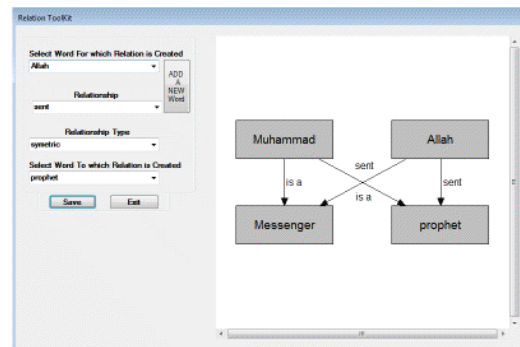 Relation ToolKit
Select Word For which Relation is Created
Allah
ADD
A
NEW
Word
Relationship
sent
Relationship Type
symetric
Select Word To which Relation is Created
prophet
Save
Exit
Muhammad
Allah
sent
is a
sent
is a
Messenger
prophet